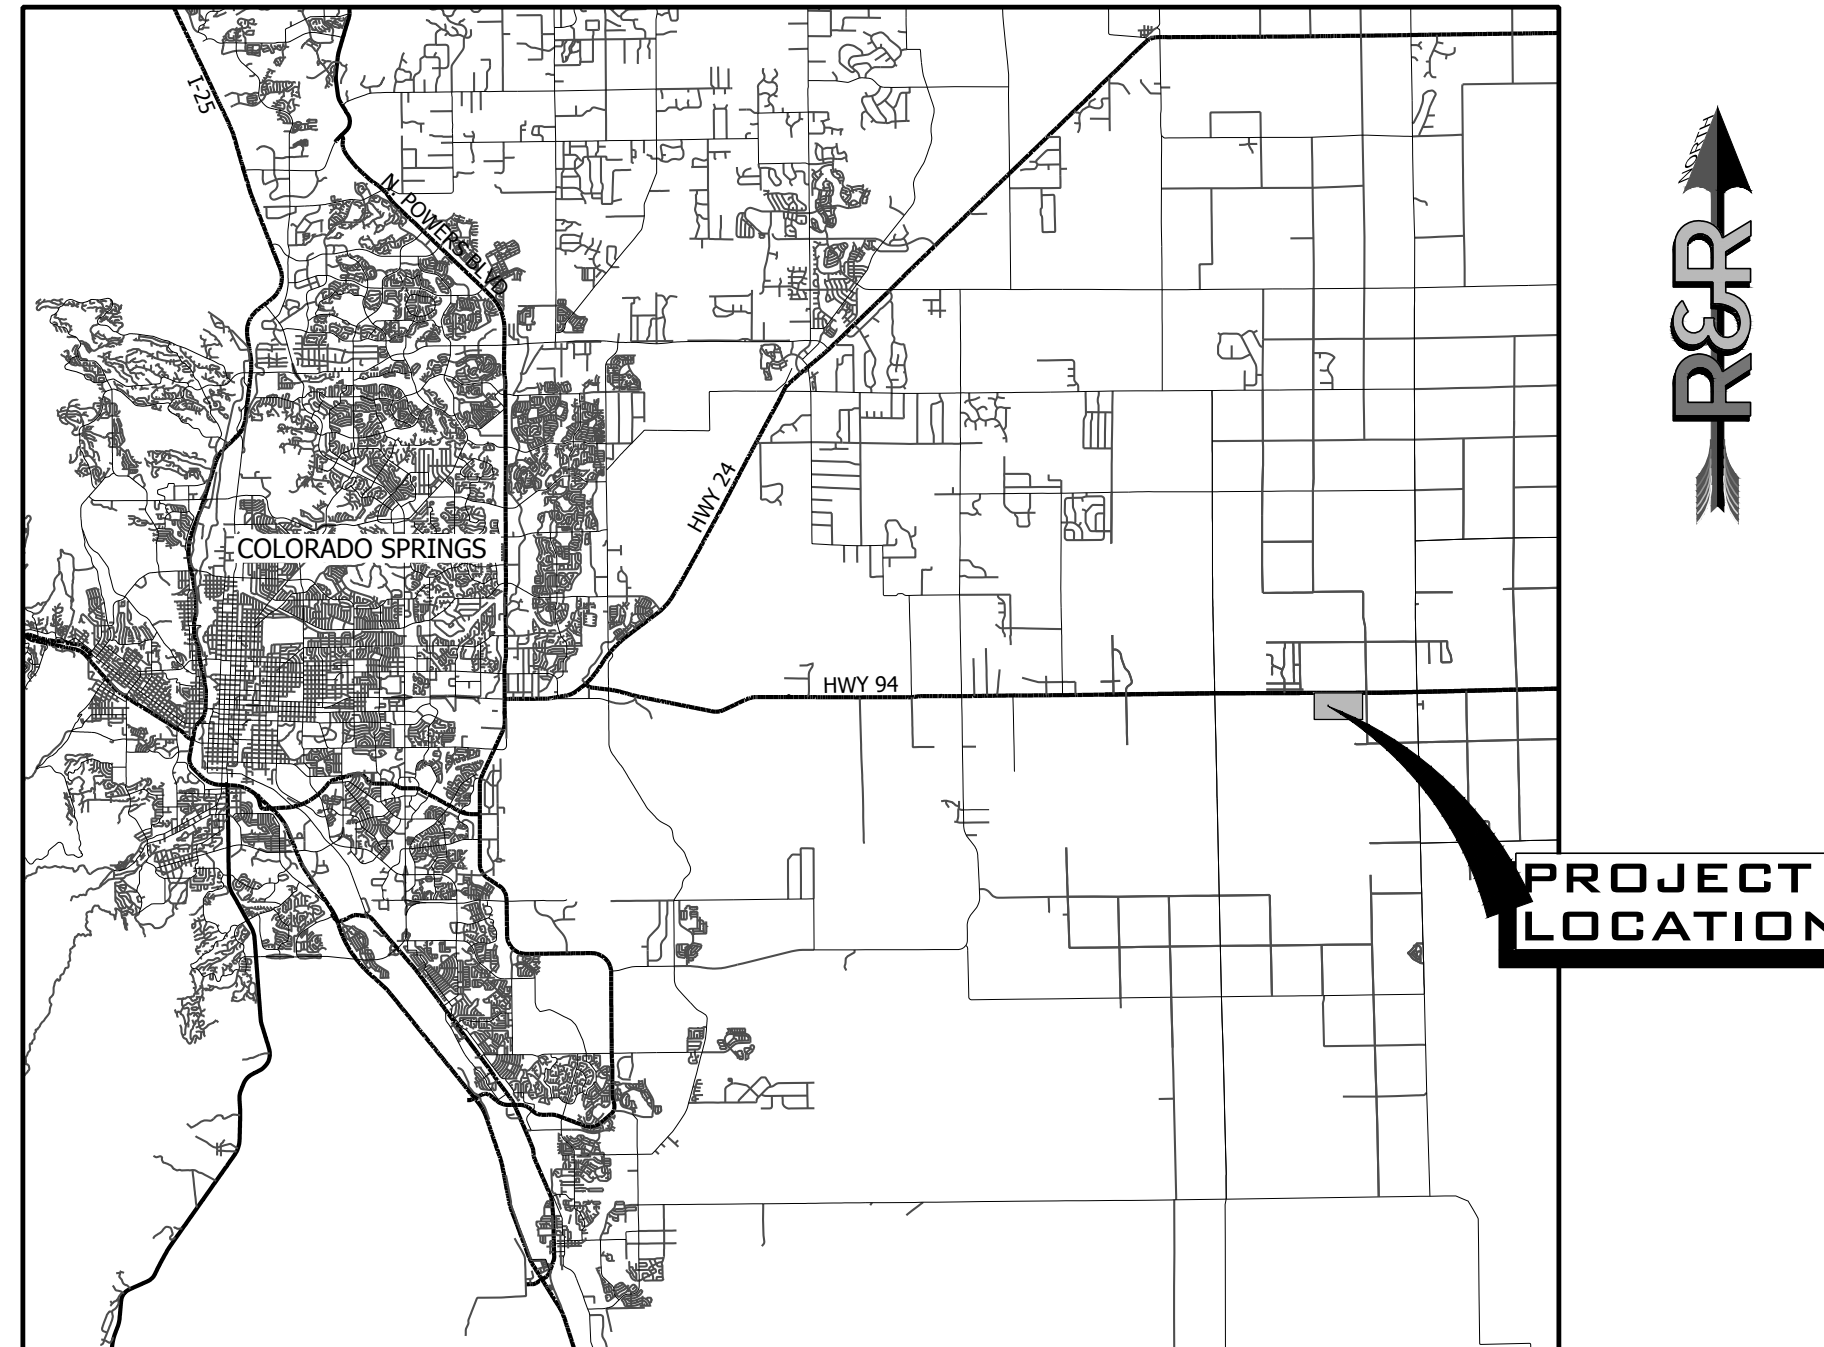 I-25
N. POWERS BLVD
NORTH
R&R
HWY 24
COLORADO SPRINGS
HWY 94
PROJECT
LOCATION